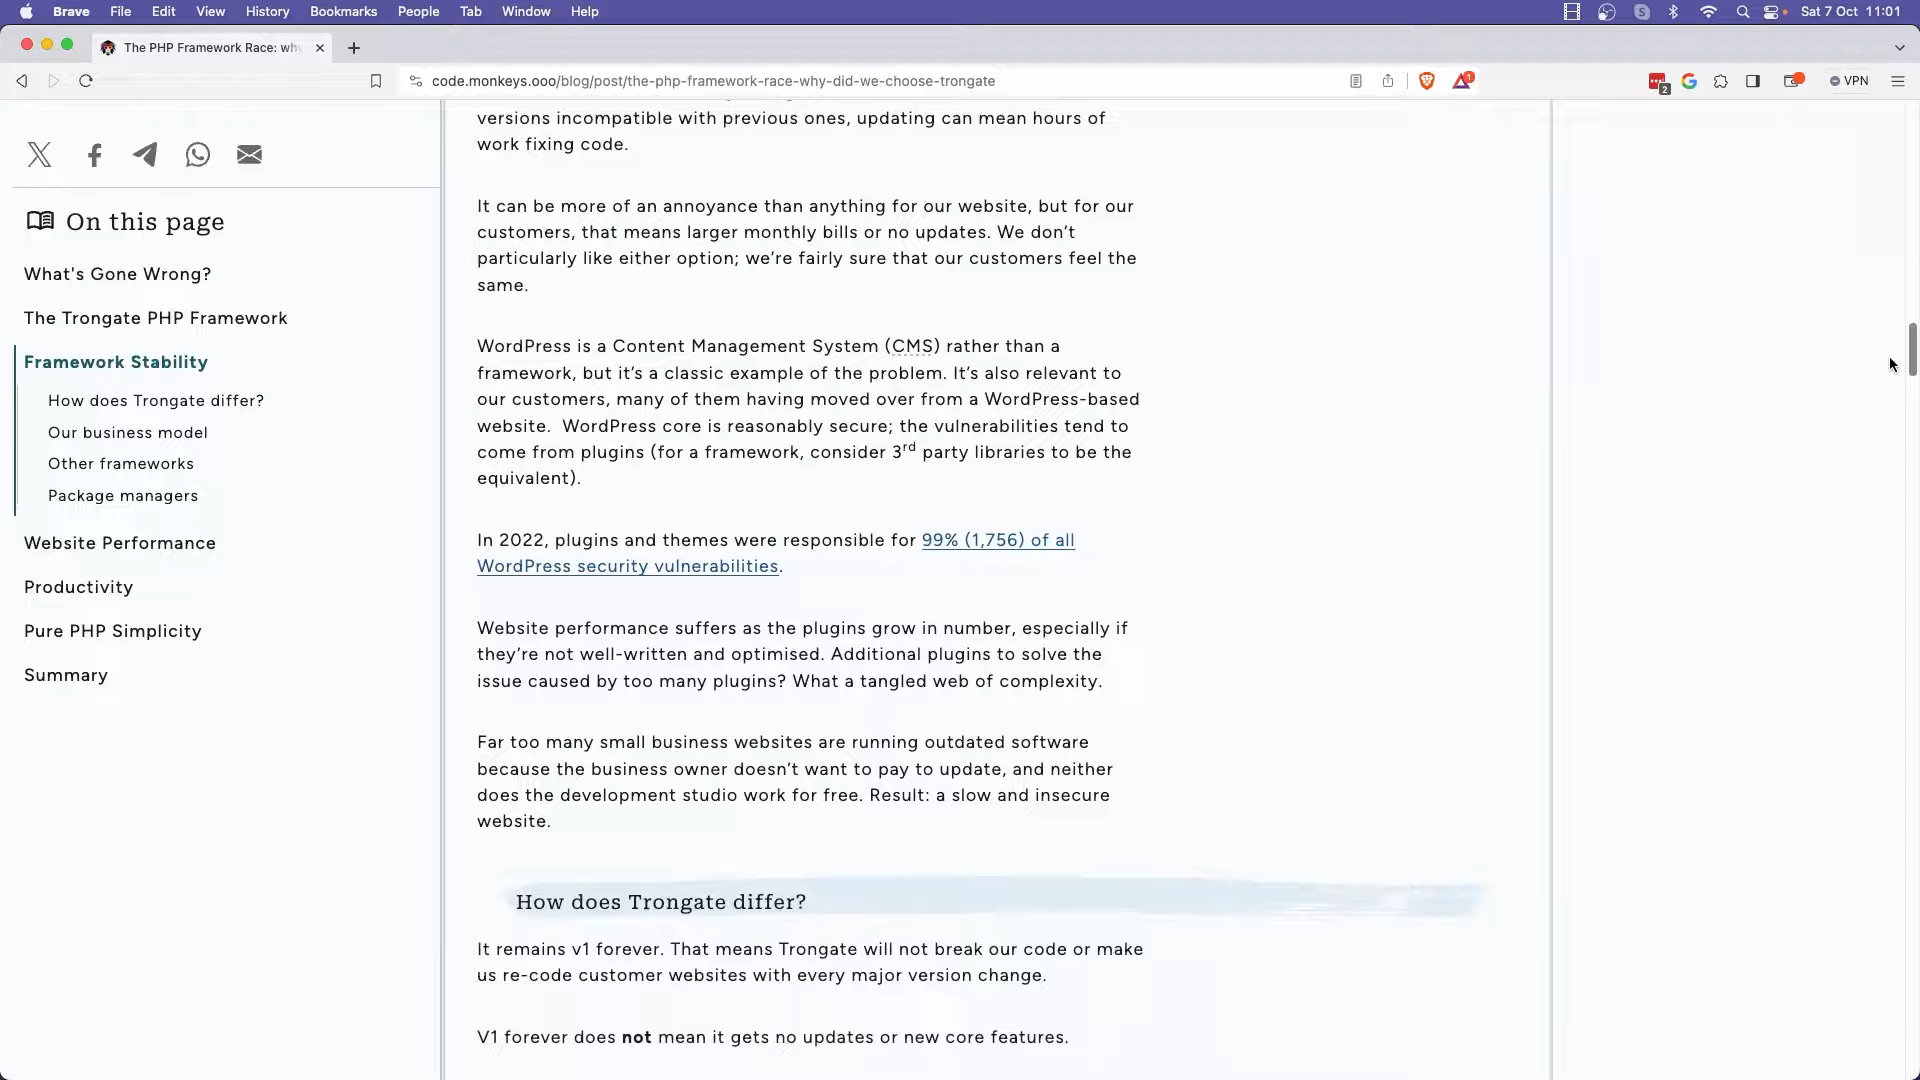 Brave File Edit View History Bookmarks People Tab Window Help Sat 7 Oct 11:01
The PHP Framework Race: wh
code.monkeys.ooo/blog/post/the-php-framework-race-why-did-we-choose-trongate
1
2
VPN
On this page
What's Gone Wrong?
The Trongate PHP Framework
Framework Stability
How does Trongate differ?
Our business model
Other frameworks
Package managers
Website Performance
Productivity
Pure PHP Simplicity
Summary
versions incompatible with previous ones, updating can mean hours of
work fixing code.
It can be more of an annoyance than anything for our website, but for our
customers, that means larger monthly bills or no updates. We don’t
particularly like either option; we’re fairly sure that our customers feel the
same.
WordPress is a Content Management System (CMS) rather than a
framework, but it’s a classic example of the problem. It’s also relevant to
our customers, many of them having moved over from a WordPress-based
website. WordPress core is reasonably secure; the vulnerabilities tend to
come from plugins (for a framework, consider 3rd party libraries to be the
equivalent).
In 2022, plugins and themes were responsible for 99% (1,756) of all
WordPress security vulnerabilities.
Website performance suffers as the plugins grow in number, especially if
they’re not well-written and optimised. Additional plugins to solve the
issue caused by too many plugins? What a tangled web of complexity.
Far too many small business websites are running outdated software
because the business owner doesn’t want to pay to update, and neither
does the development studio work for free. Result: a slow and insecure
website.
How does Trongate differ?
It remains v1 forever. That means Trongate will not break our code or make
us re-code customer websites with every major version change.
V1 forever does not mean it gets no updates or new core features.